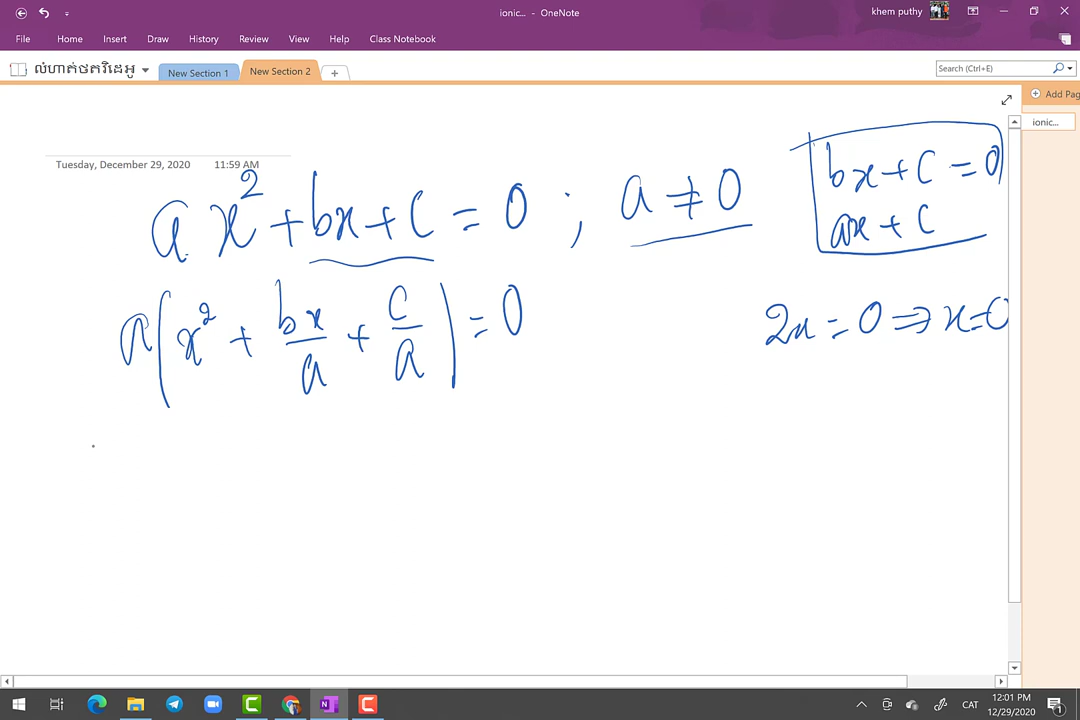 ionic... - OneNote
khem puthy
File Home Insert Draw History Review View Help Class Notebook
លំហាត់ថតវិដេអូ New Section 1 New Section 2 +
Search (Ctrl+E)
Add Pag
ionic...
Tuesday, December 29, 2020 11:59 AM
ax² + bx + c = 0 ; a ≠ 0
bx + c = 0
ax + c
a(x² + bx/a + c/a) = 0
2x = 0 ⇒ x = 0
CAT
12:01 PM
12/29/2020
1